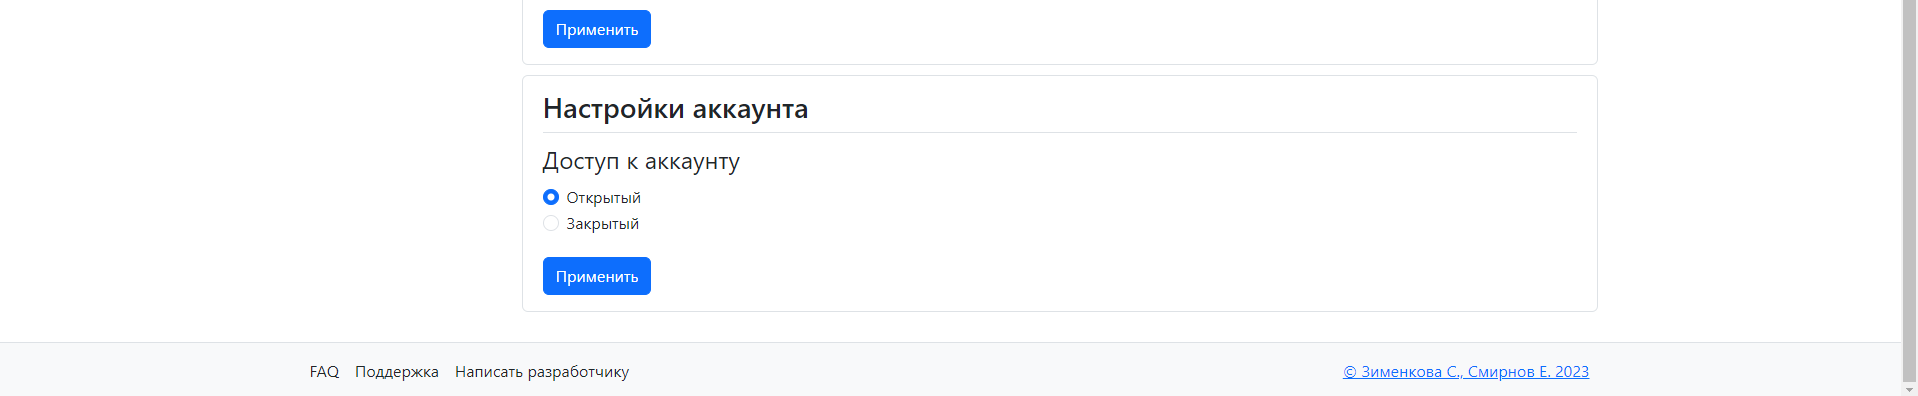 Применить
Настройки аккаунта
Доступ к аккаунту
Открытый
Закрытый
Применить
FAQ Поддержка Написать разработчику © Зименкова С., Смирнов Е. 2023